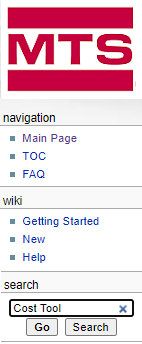 MTS
navigation
Main Page
TOC
FAQ
wiki
Getting Started
New
Help
search
Cost Tool
Go Search